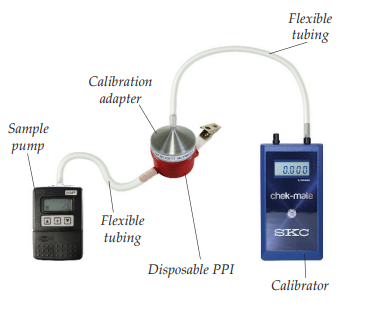 Flexible
tubing
Calibration
adapter
Sample
pump
0.000
chek-mate
SKC
Flexible
tubing
Disposable PPI
Calibrator